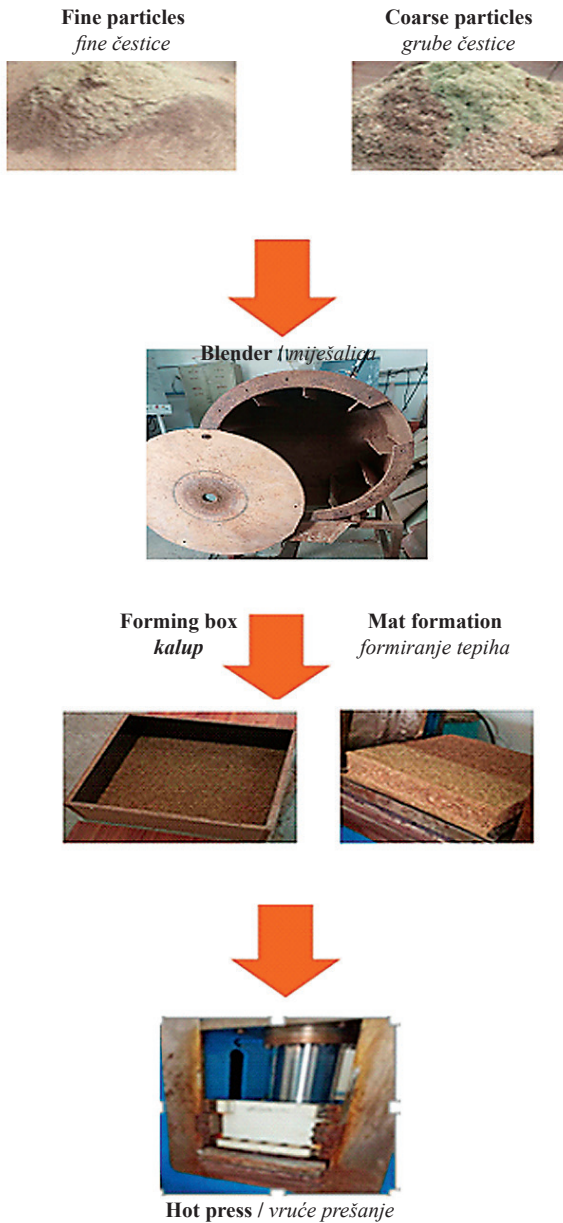 Fine particles
fine čestice
Coarse particles
grube čestice
Blender / miješalica
Forming box
kalup
Mat formation
formiranje tepiha
Hot press / vruće prešanje